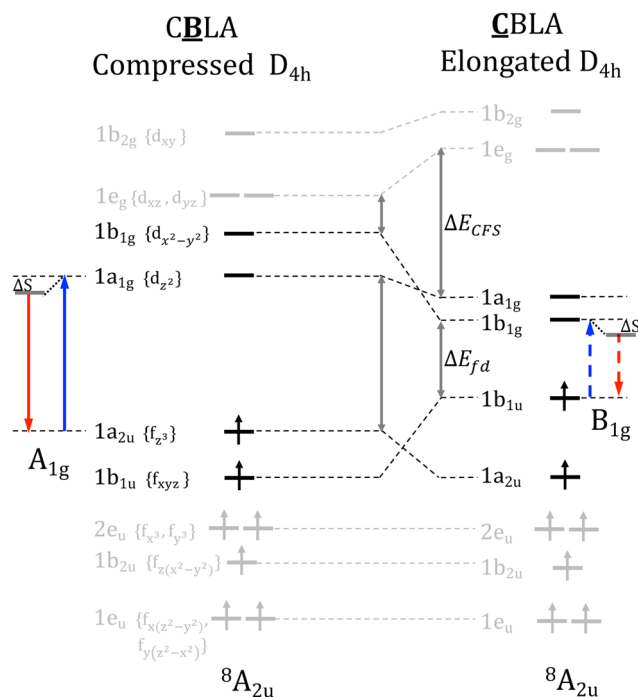 CBLA
Compressed D4h
CBLA
Elongated D4h
1b2g {dxy}
1b2g
1eg {dxz, dyz}
1eg
1b1g {dx²−y²}
ΔECFS
1a1g {dz²}
ΔS
1a1g
1b1g
ΔS
ΔEfd
1b1u
B1g
1a2u {fz³}
A1g
1b1u {fxyz}
1a2u
2eu {fx³, fy³}
2eu
1b2u {fz(x²−y²)}
1b2u
1eu {fx(z²−y²),
fy(z²−x²)}
1eu
⁸A2u
⁸A2u